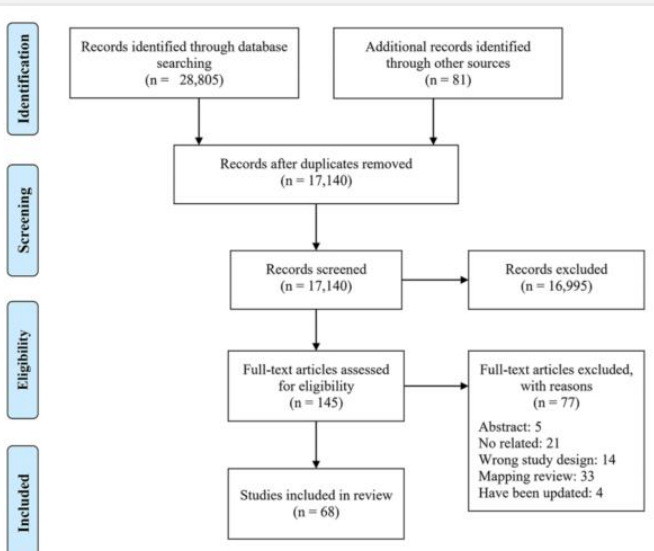 Identification
Records identified through database
searching
(n = 28,805)
Additional records identified
through other sources
(n = 81)
Records after duplicates removed
(n = 17,140)
Screening
Records screened
(n = 17,140)
Records excluded
(n = 16,995)
Eligibility
Full-text articles assessed
for eligibility
(n = 145)
Full-text articles excluded,
with reasons
(n = 77)
Abstract: 5
No related: 21
Wrong study design: 14
Mapping review: 33
Have been updated: 4
Included
Studies included in review
(n = 68)